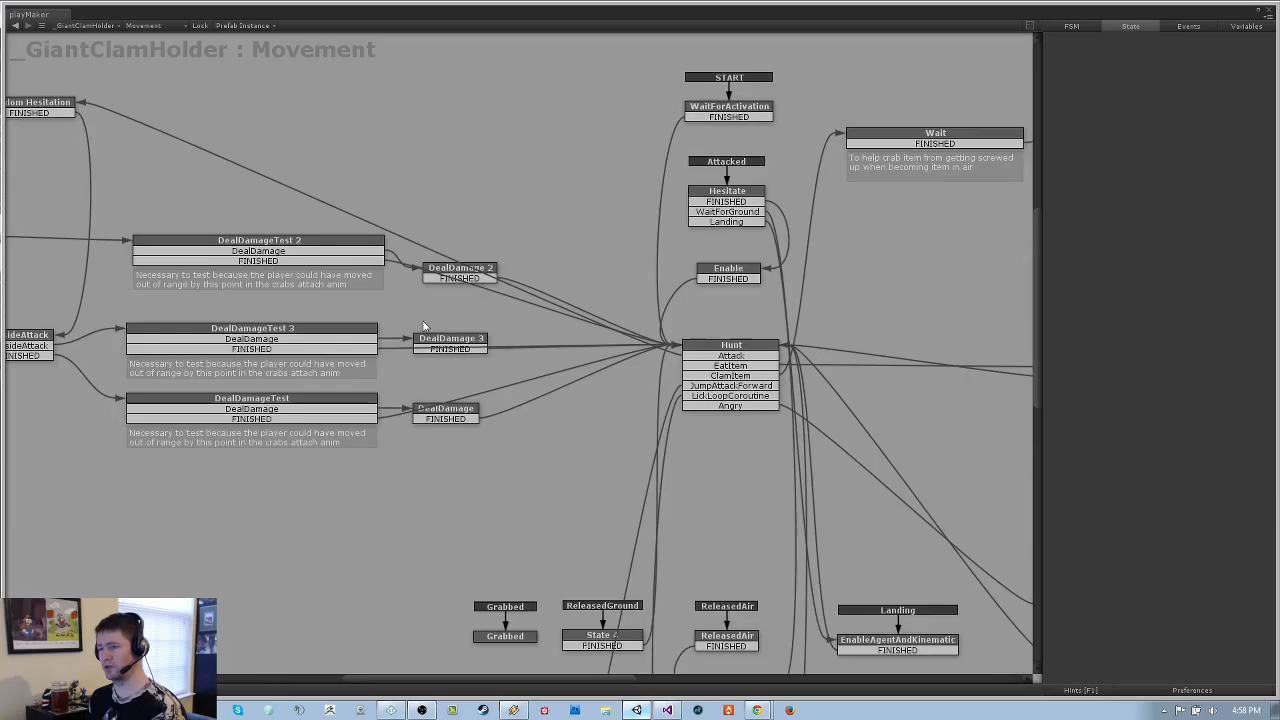 playMaker
_GiantClamHolder
Movement
Lock
Prefab Instance
FSM
State
Events
Variables
_GiantClamHolder : Movement
START
WaitForActivation
FINISHED
dom Hesitation
FINISHED
Wait
FINISHED
To help crab item from getting screwed
up when becoming item in air
Attacked
Hesitate
FINISHED
WaitForGround
Landing
DealDamageTest 2
DealDamage
FINISHED
Necessary to test because the player could have moved
out of range by this point in the crabs attach anim
DealDamage 2
FINISHED
Enable
FINISHED
sideAttack
sideAttack
FINISHED
DealDamageTest 3
DealDamage
FINISHED
Necessary to test because the player could have moved
out of range by this point in the crabs attach anim
DealDamage 3
FINISHED
Hunt
Attack
EatItem
ClamItem
JumpAttackForward
LickLoopCoroutine
Angry
DealDamageTest
DealDamage
FINISHED
Necessary to test because the player could have moved
out of range by this point in the crabs attach anim
DealDamage
FINISHED
Grabbed
Grabbed
ReleasedGround
State 4
FINISHED
ReleasedAir
ReleasedAir
FINISHED
Landing
EnableAgentAndKinematic
FINISHED
Hints [F1]
Preferences
4:58 PM